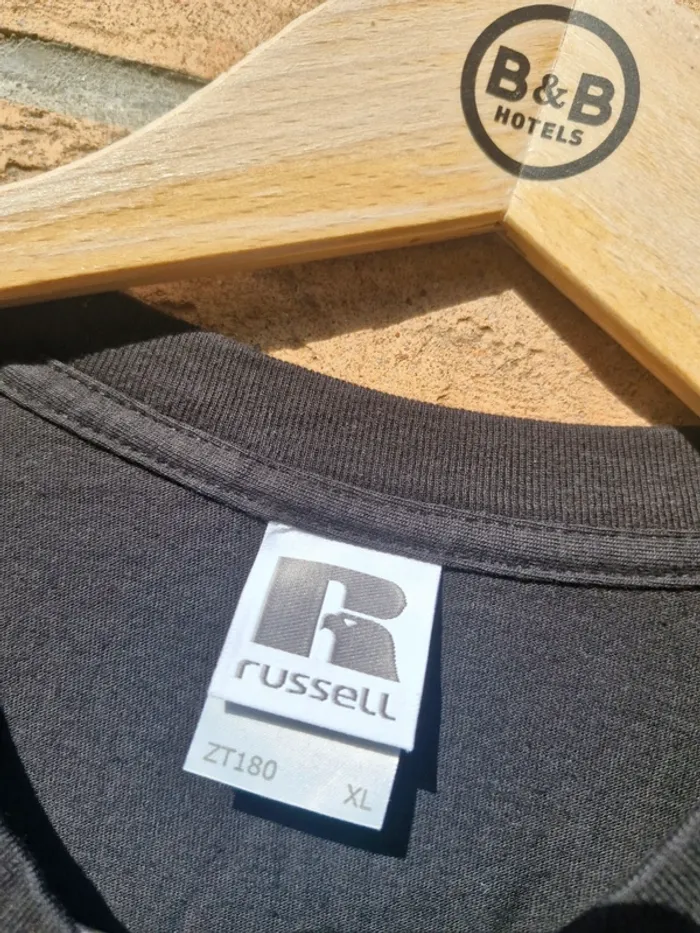 B&B
HOTELS
russell
ZT180
XL